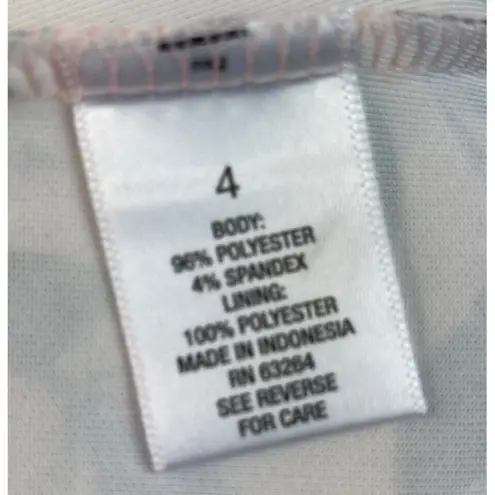 4
BODY:
96% POLYESTER
4% SPANDEX
LINING:
100% POLYESTER
MADE IN INDONESIA
RN 63264
SEE REVERSE
FOR CARE